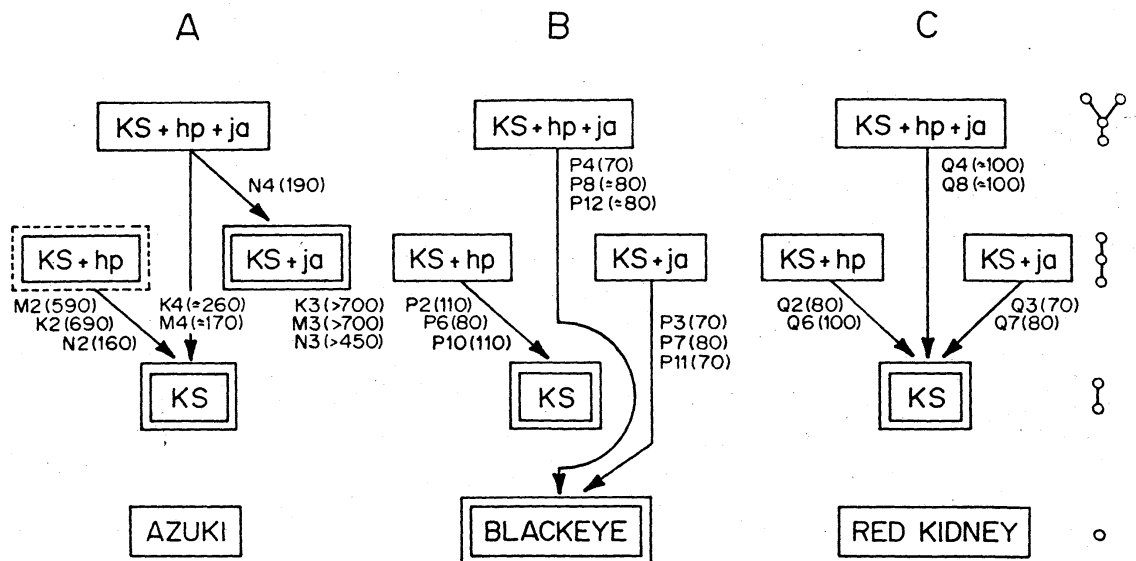 A
B
C
KS + hp + ja
KS + hp + ja
KS + hp + ja
N4 (190)
P4 (70)
P8 (≃80)
P12 (≃80)
Q4 (≃100)
Q8 (≃100)
KS + hp
KS + ja
KS + hp
KS + ja
KS + hp
KS + ja
M2 (590)
K2 (690)
N2 (160)
K4 (≃260)
M4 (≃170)
K3 (>700)
M3 (>700)
N3 (>450)
P2 (110)
P6 (80)
P10 (110)
P3 (70)
P7 (80)
P11 (70)
Q2 (80)
Q6 (100)
Q3 (70)
Q7 (80)
KS
KS
KS
AZUKI
BLACKEYE
RED KIDNEY